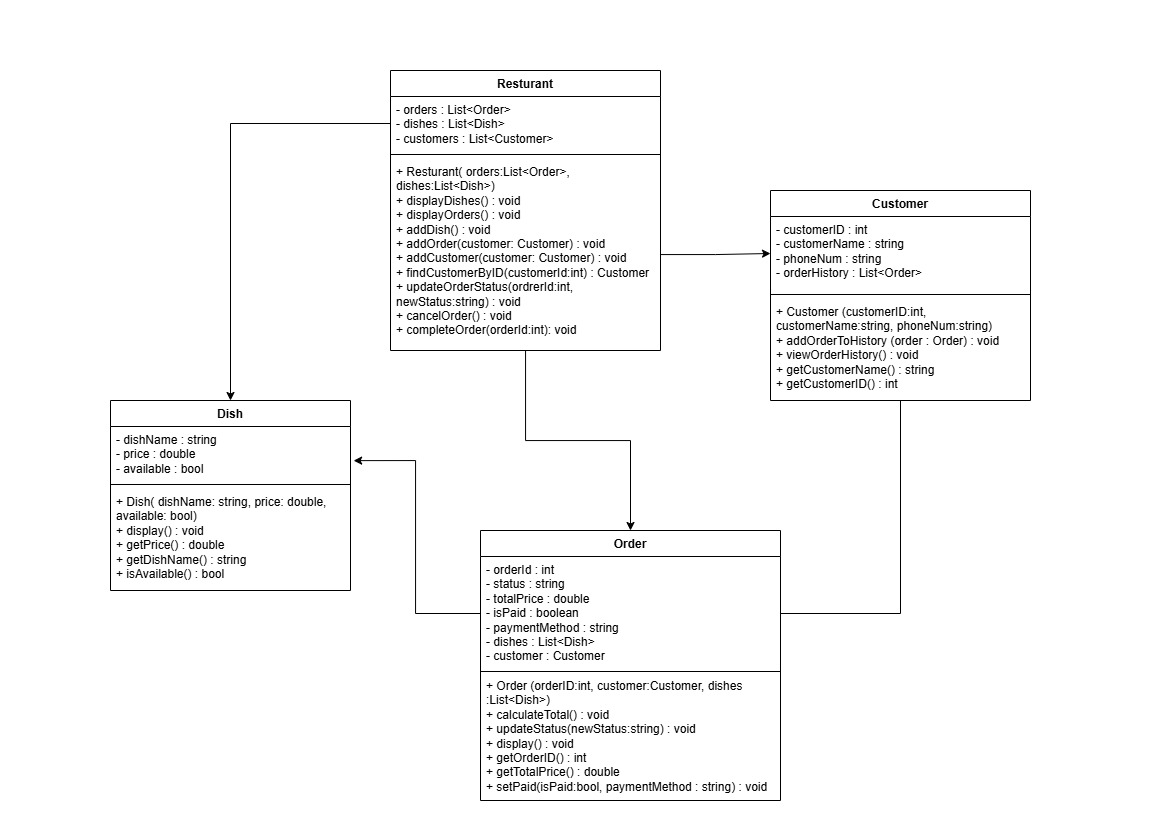 Resturant
- orders : List<Order>
- dishes : List<Dish>
- customers : List<Customer>
+ Resturant( orders:List<Order>,
dishes:List<Dish>)
+ displayDishes() : void
+ displayOrders() : void
+ addDish() : void
+ addOrder(customer: Customer) : void
+ addCustomer(customer: Customer) : void
+ findCustomerByID(customerId:int) : Customer
+ updateOrderStatus(ordrerId:int,
newStatus:string) : void
+ cancelOrder() : void
+ completeOrder(orderId:int): void
Customer
- customerID : int
- customerName : string
- phoneNum : string
- orderHistory : List<Order>
+ Customer (customerID:int,
customerName:string, phoneNum:string)
+ addOrderToHistory (order : Order) : void
+ viewOrderHistory() : void
+ getCustomerName() : string
+ getCustomerID() : int
Dish
- dishName : string
- price : double
- available : bool
+ Dish( dishName: string, price: double,
available: bool)
+ display() : void
+ getPrice() : double
+ getDishName() : string
+ isAvailable() : bool
Order
- orderId : int
- status : string
- totalPrice : double
- isPaid : boolean
- paymentMethod : string
- dishes : List<Dish>
- customer : Customer
+ Order (orderID:int, customer:Customer, dishes
:List<Dish>)
+ calculateTotal() : void
+ updateStatus(newStatus:string) : void
+ display() : void
+ getOrderID() : int
+ getTotalPrice() : double
+ setPaid(isPaid:bool, paymentMethod : string) : void